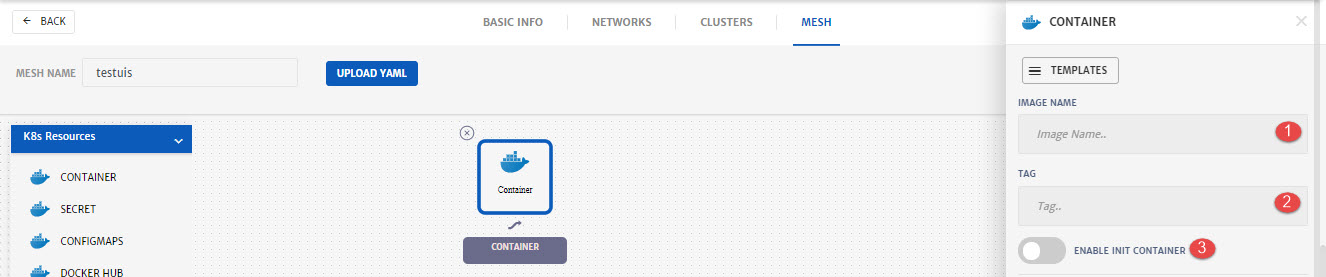 BACK
BASIC INFO
NETWORKS
CLUSTERS
MESH
MESH NAME
testuis
UPLOAD YAML
K8s Resources
CONTAINER
SECRET
CONFIGMAPS
DOCKER HUB
Container
CONTAINER
CONTAINER
TEMPLATES
IMAGE NAME
Image Name.. 1
TAG
Tag.. 2
ENABLE INIT CONTAINER 3